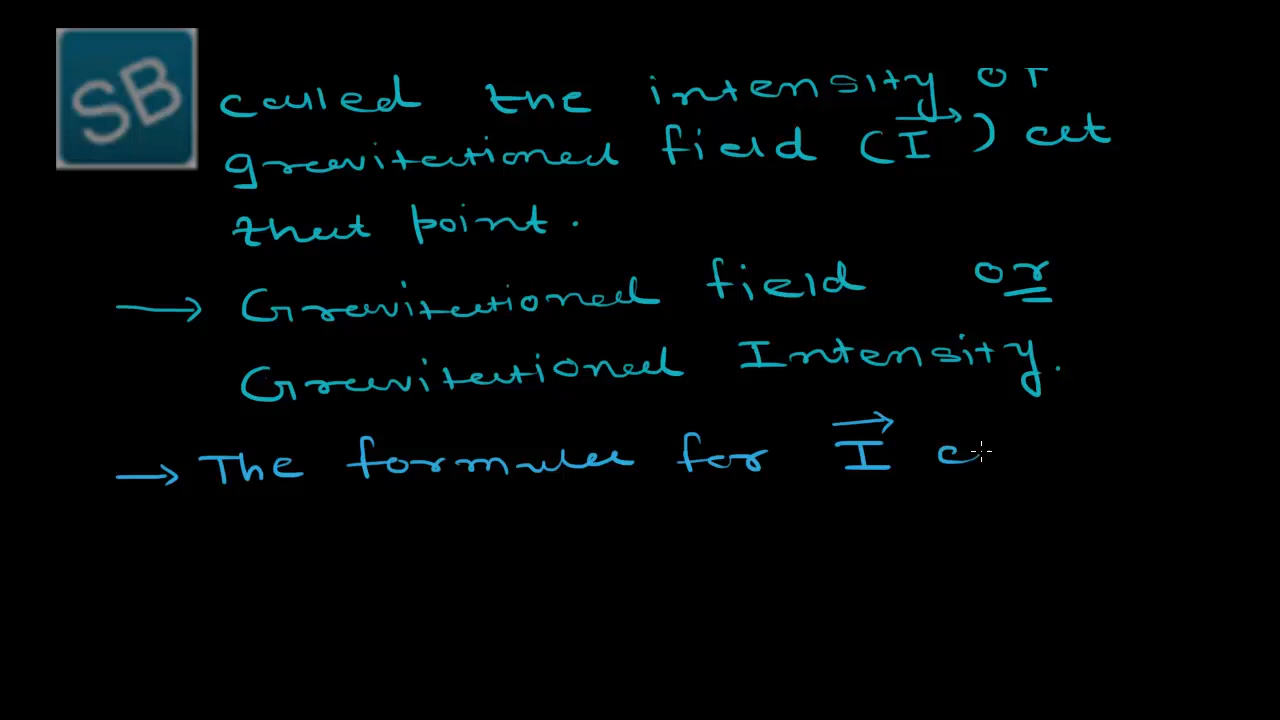 SB
called the intensity of
gravitational field (I⃗) at
that point.
→ Gravitational field or
Gravitational Intensity.
→ The formula for I⃗